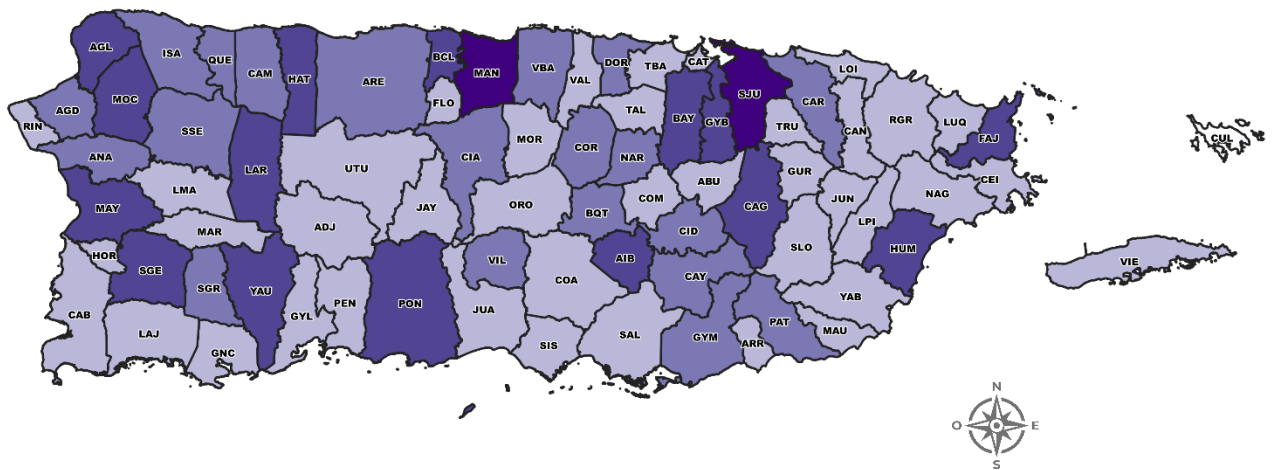 AGL
ISA
QUE
CAM
HAT
ARE
BCL
MAN
VBA
VAL
DOR
TBA
CAT
SJU
LOI
MOC
FLO
RIN
AGD
SSE
TAL
BAY
GYB
TRU
CAR
CAN
RGR
LUQ
FAJ
CUL
ANA
LAR
UTU
CIA
MOR
COR
NAR
ABU
GUR
CEI
LMA
MAY
MAR
ADJ
JAY
ORO
BQT
COM
CID
CAG
JUN
LPI
NAG
HOR
SGE
SGR
YAU
PON
VIL
COA
AIB
CAY
SLO
HUM
VIE
CAB
LAJ
GNC
GYL
PEN
JUA
SIS
SAL
GYM
ARR
PAT
MAU
YAB
N
O E
S